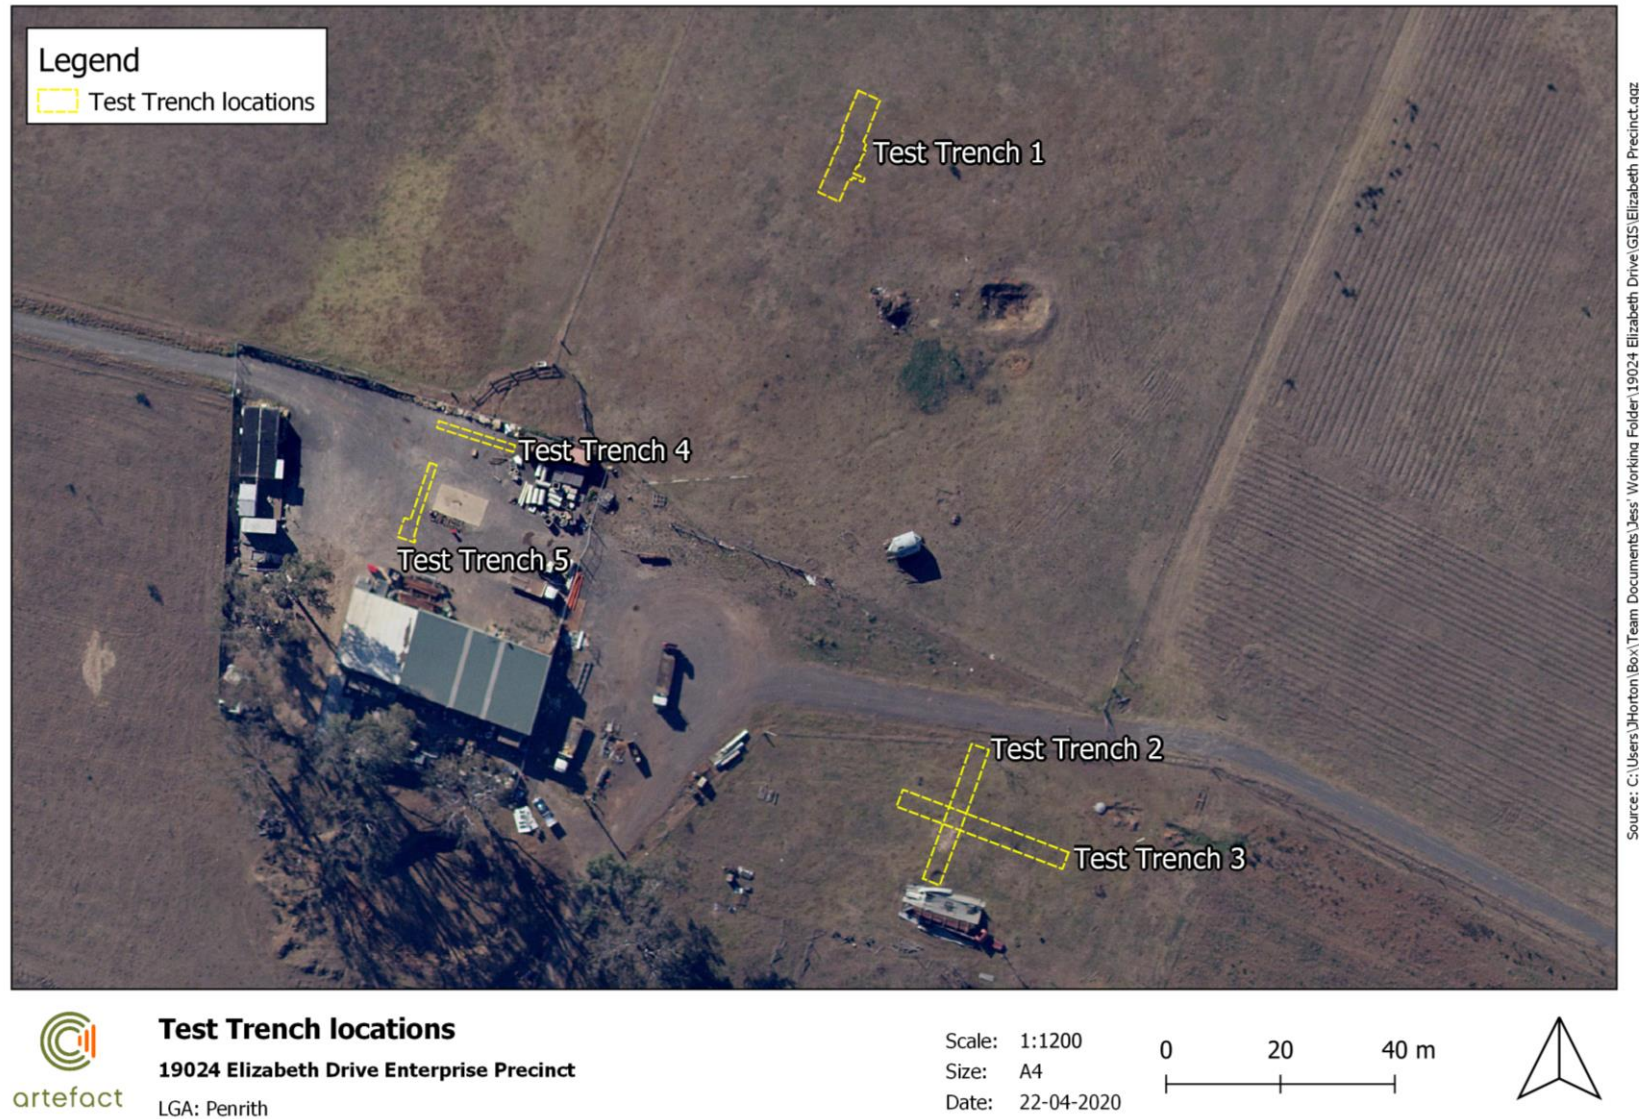 Legend
Test Trench locations
Test Trench 1
Test Trench 4
Test Trench 5
Test Trench 2
Test Trench 3
Source: C:\Users\JHorton\Box\Team Documents\Jess' Working Folder\19024 Elizabeth Drive\GIS\Elizabeth Precinct.qgz
artefact
Test Trench locations
19024 Elizabeth Drive Enterprise Precinct
LGA: Penrith
Scale: 1:1200
Size: A4
Date: 22-04-2020
0 20 40 m